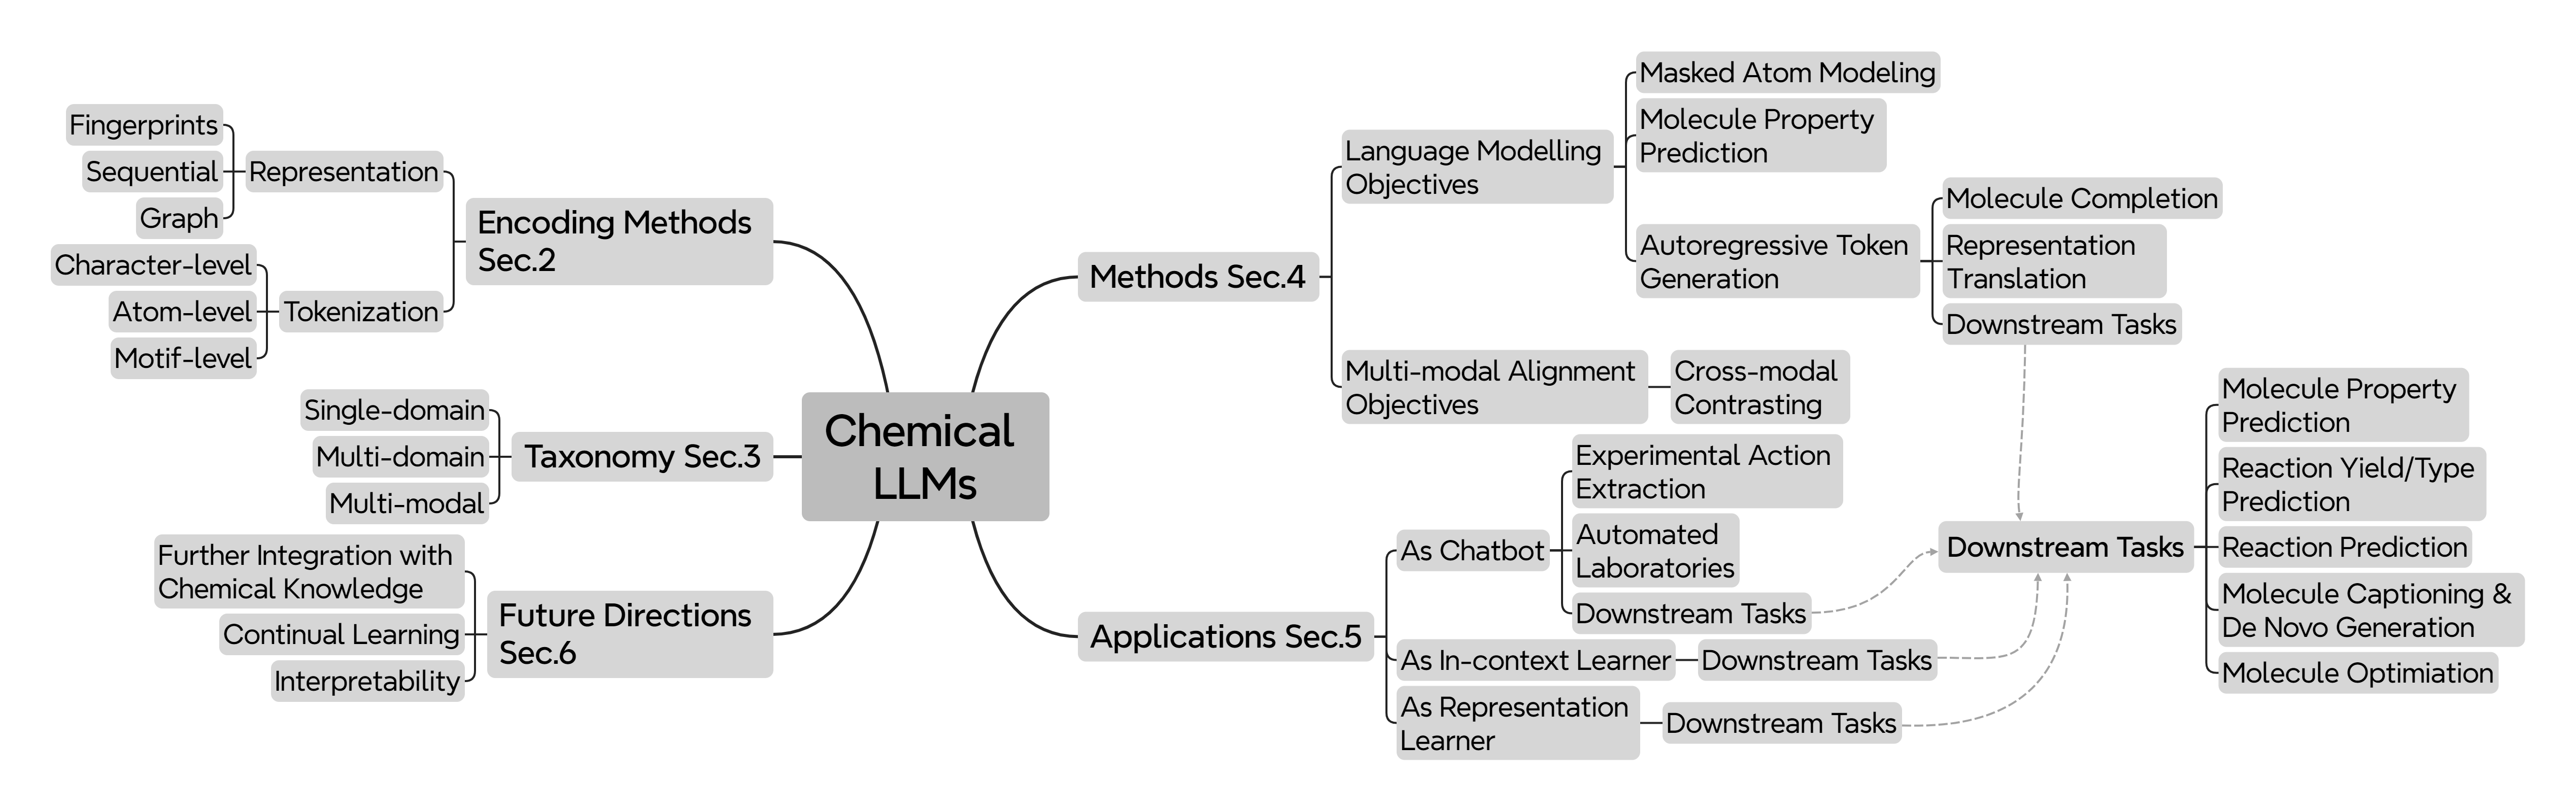 Chemical
LLMs
Encoding Methods
Sec.2
Representation
Fingerprints
Sequential
Graph
Tokenization
Character-level
Atom-level
Motif-level
Taxonomy Sec.3
Single-domain
Multi-domain
Multi-modal
Future Directions
Sec.6
Further Integration with
Chemical Knowledge
Continual Learning
Interpretability
Methods Sec.4
Language Modelling
Objectives
Masked Atom Modeling
Molecule Property
Prediction
Autoregressive Token
Generation
Molecule Completion
Representation
Translation
Downstream Tasks
Multi-modal Alignment
Objectives
Cross-modal
Contrasting
Applications Sec.5
As Chatbot
Experimental Action
Extraction
Automated
Laboratories
Downstream Tasks
As In-context Learner
Downstream Tasks
As Representation
Learner
Downstream Tasks
Downstream Tasks
Molecule Property
Prediction
Reaction Yield/Type
Prediction
Reaction Prediction
Molecule Captioning &
De Novo Generation
Molecule Optimiation